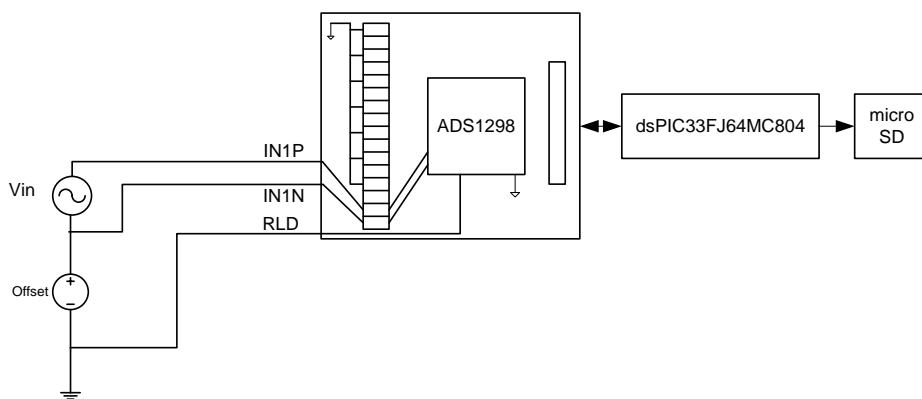 IN1P
ADS1298
dsPIC33FJ64MC804
micro
SD
Vin
IN1N
RLD
+
Offset
−